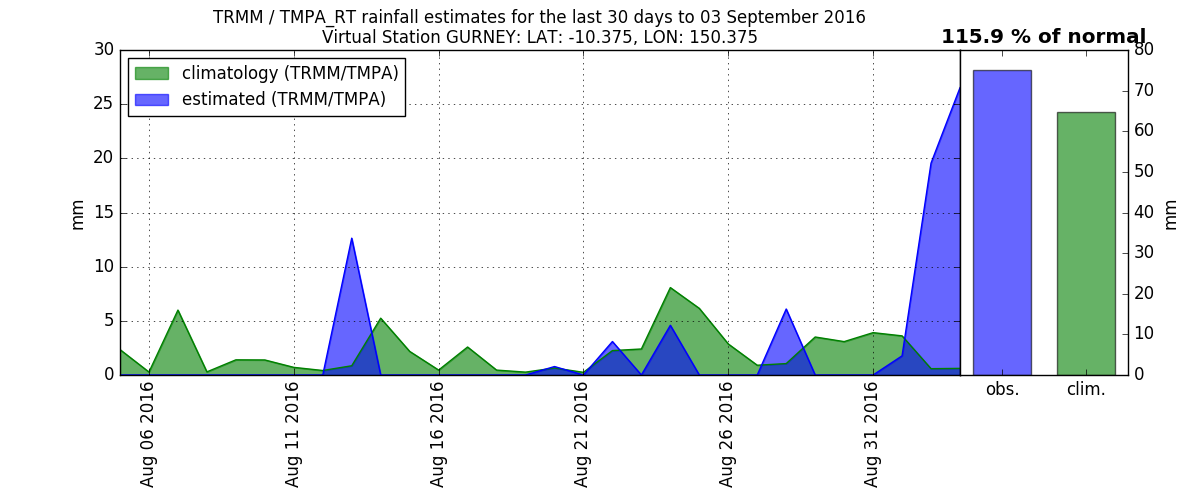 TRMM / TMPA_RT rainfall estimates for the last 30 days to 03 September 2016
Virtual Station GURNEY: LAT: -10.375, LON: 150.375
115.9 % of normal
climatology (TRMM/TMPA)
estimated (TRMM/TMPA)
30
25
20
15
10
5
0
mm
Aug 06 2016
Aug 11 2016
Aug 16 2016
Aug 21 2016
Aug 26 2016
Aug 31 2016
80
70
60
50
40
30
20
10
0
mm
obs.
clim.